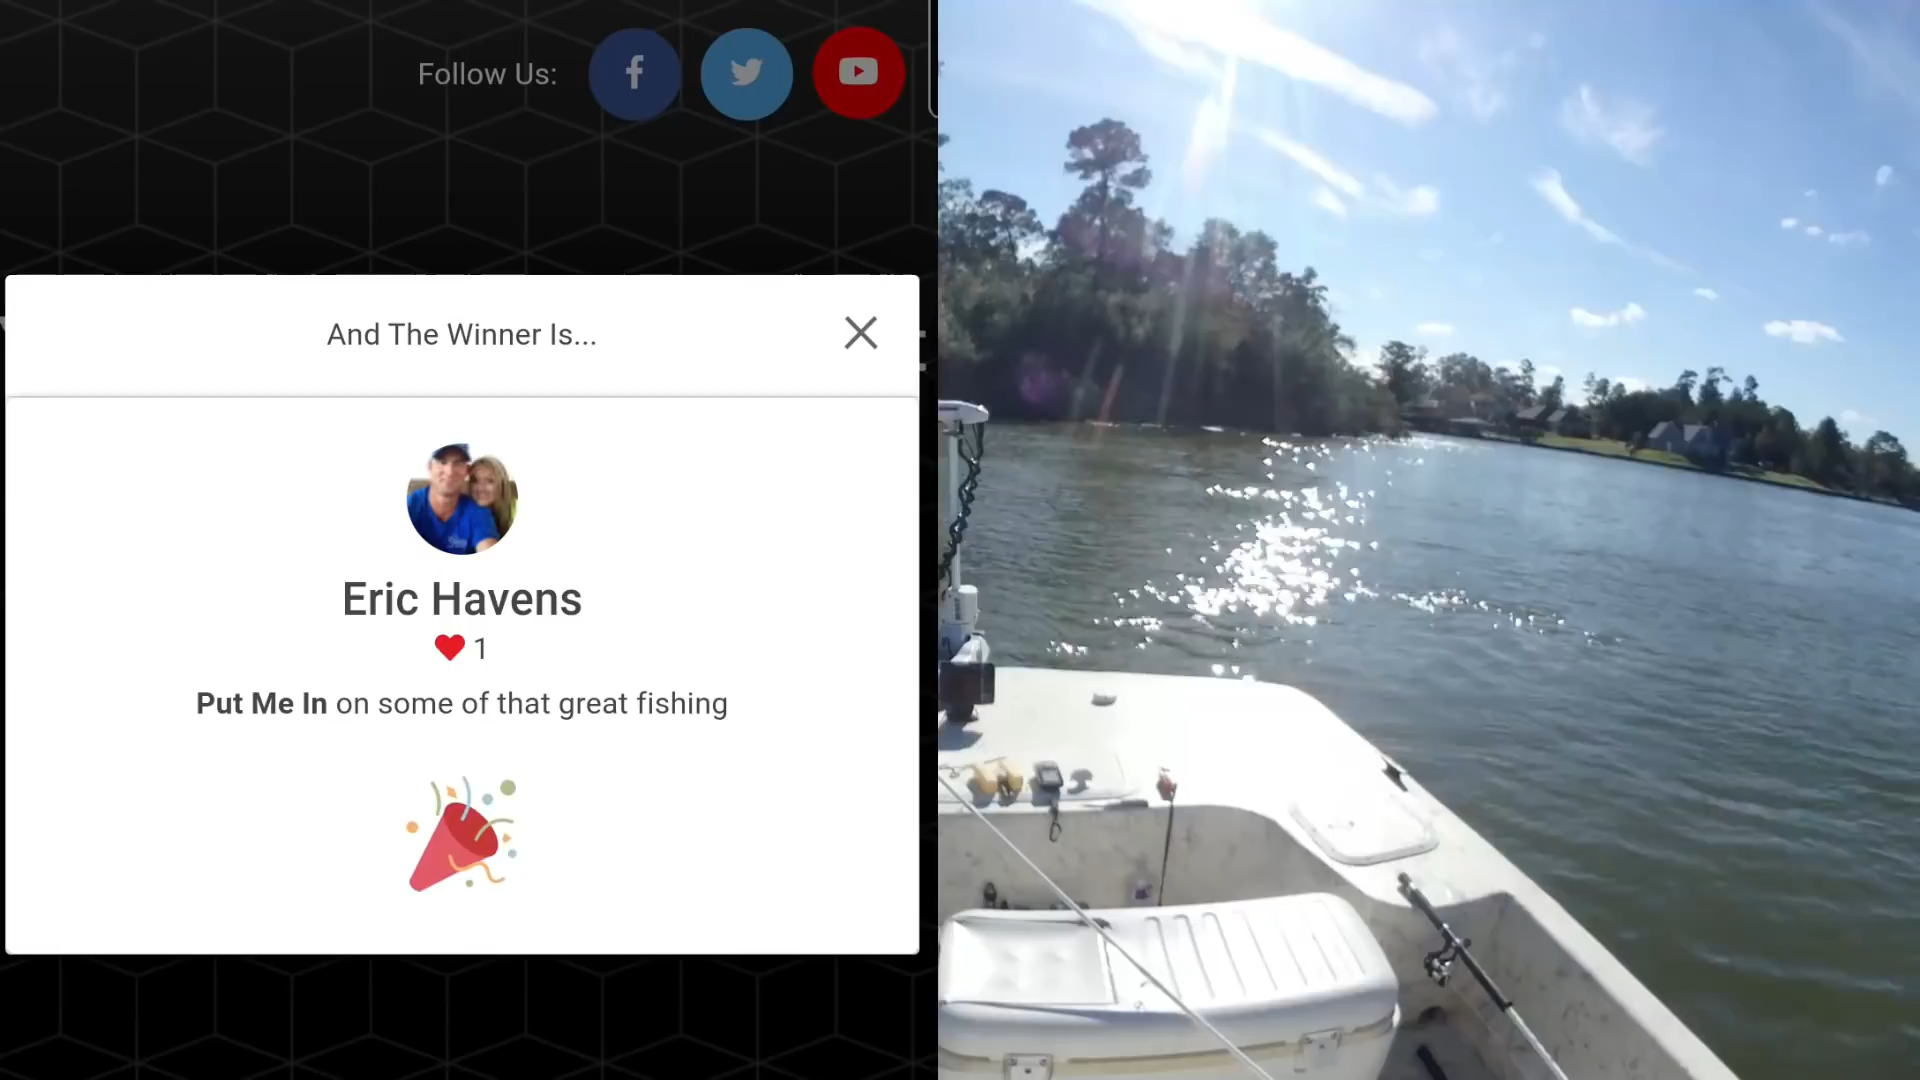 Follow Us:
And The Winner Is...
Eric Havens
1
Put Me In on some of that great fishing